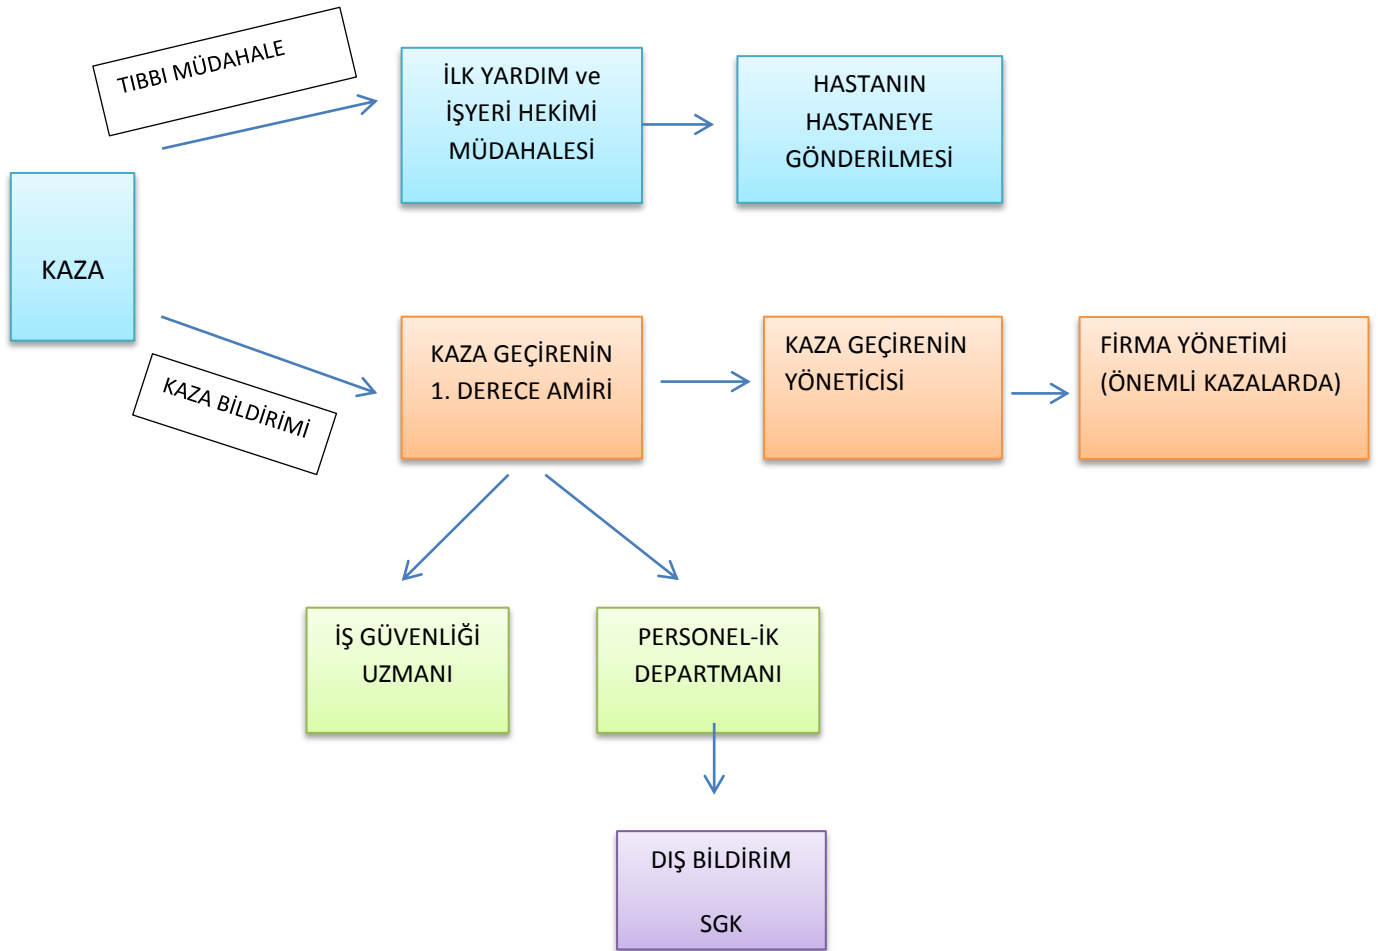 TIBBI MÜDAHALE
İLK YARDIM ve
İŞYERİ HEKİMİ
MÜDAHALESİ
HASTANIN
HASTANEYE
GÖNDERİLMESİ
KAZA
KAZA BİLDİRİMİ
KAZA GEÇİRENİN
1. DERECE AMİRİ
KAZA GEÇİRENİN
YÖNETİCİSİ
FİRMA YÖNETİMİ
(ÖNEMLİ KAZALARDA)
İŞ GÜVENLİĞİ
UZMANI
PERSONEL-İK
DEPARTMANI
DIŞ BİLDİRİM
SGK